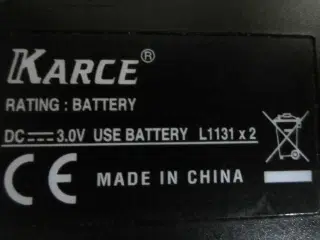 KARCE®
RATING : BATTERY
DC⎓3.0V USE BATTERY L1131 x 2
CE MADE IN CHINA